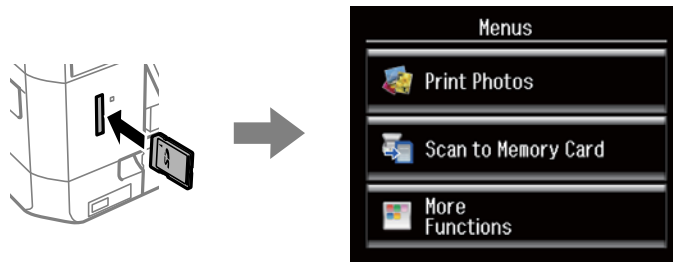 Menus
Print Photos
Scan to Memory Card
More
Functions